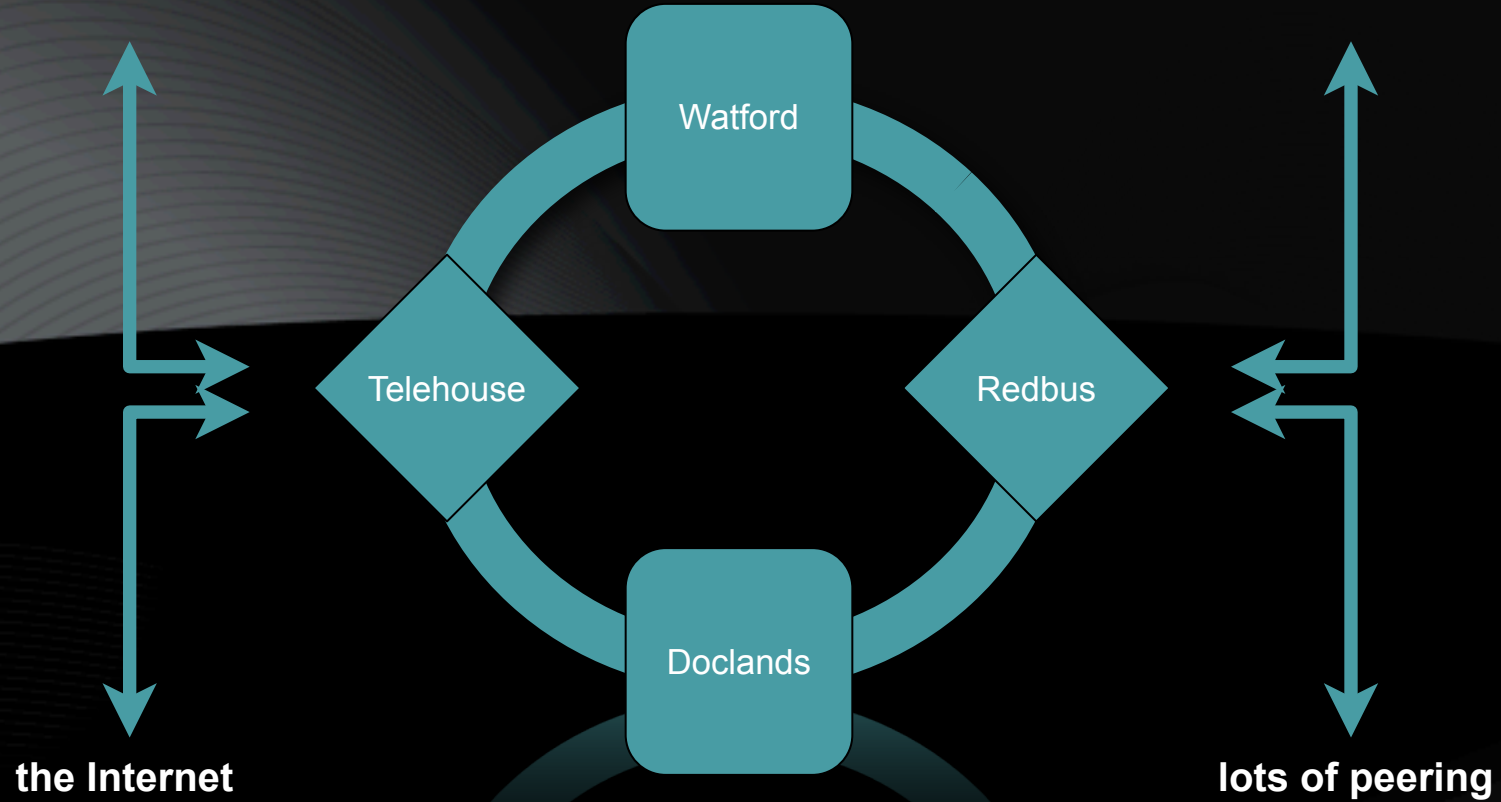 Watford
Telehouse
Redbus
Doclands
the Internet
lots of peering